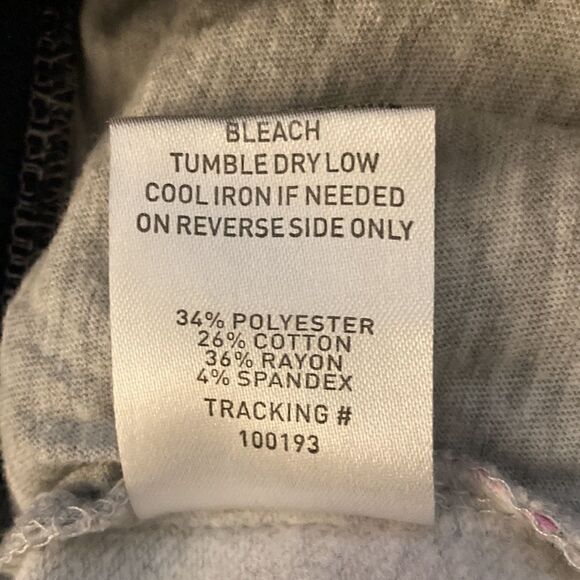 BLEACH
TUMBLE DRY LOW
COOL IRON IF NEEDED
ON REVERSE SIDE ONLY
34% POLYESTER
26% COTTON
36% RAYON
4% SPANDEX
TRACKING #
100193